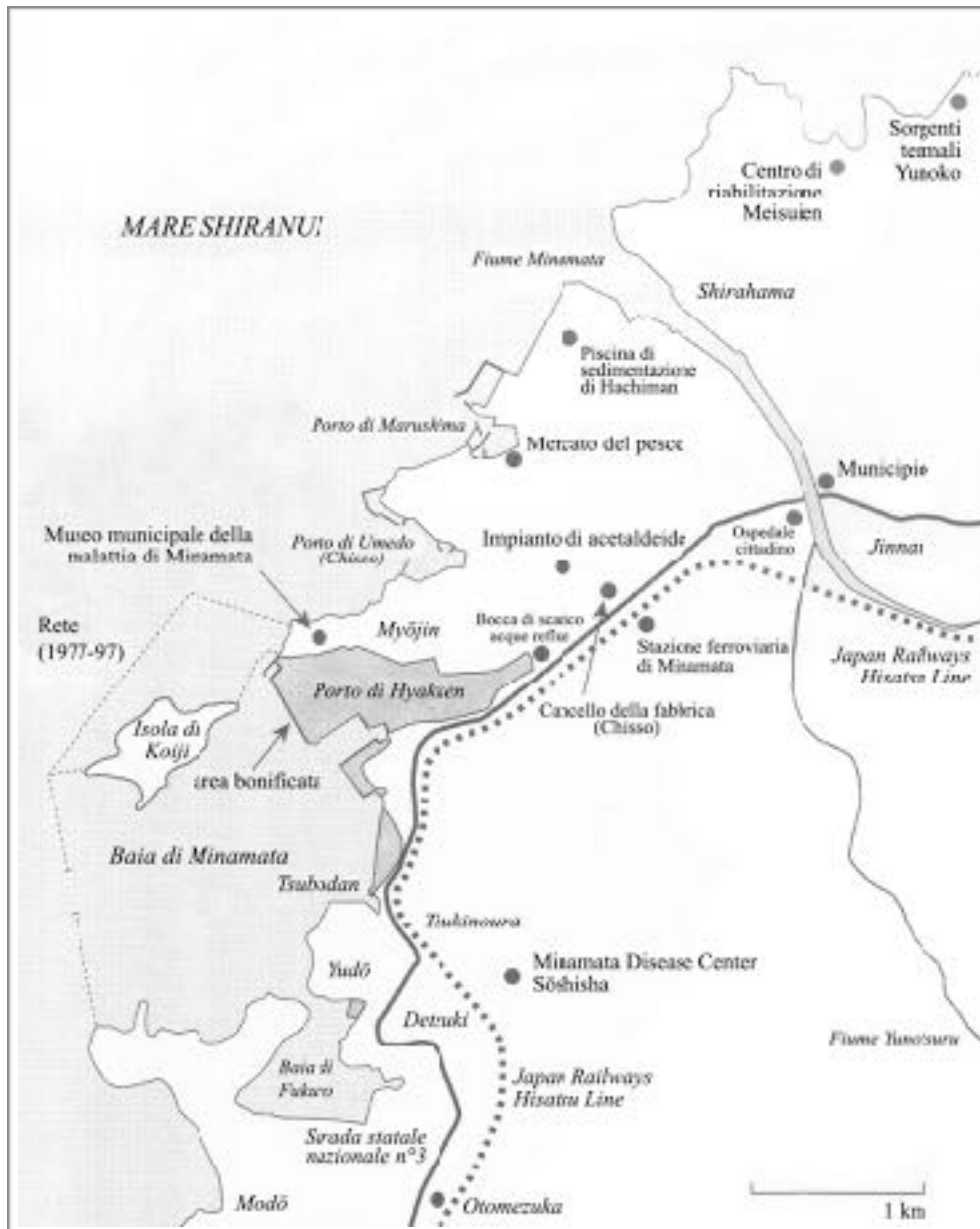 Sorgenti
termali
Yunoko
Centro di
riabilitazione
Meisuien
MARE SHIRANUI
Fiume Minamata
Shirahama
Piscina di
sedimentazione
di Hachiman
Porto di Marushima
Mercato del pesce
Municipio
Museo municipale della
malattia di Minamata
Porto di Umedo
(Chisso)
Impianto di acetaldeide
Ospedale
cittadino
Jinnai
Rete
(1977-97)
Myōjin
Bocca di scarico
acque reflue
Stazione ferroviaria
di Minamata
Japan Railways
Hisatsu Line
Porto di Hyakken
Cancello della fabbrica
(Chisso)
Isola di
Koiji
area bonificata
Baia di Minamata
Tsubodan
Tsukinoura
Yudō
Minamata Disease Center
Sōshisha
Detsuki
Fiume Yunotsuru
Baia di
Fukuro
Japan Railways
Hisatsu Line
Strada statale
nazionale n°3
Modō
Otomezuka
1 km